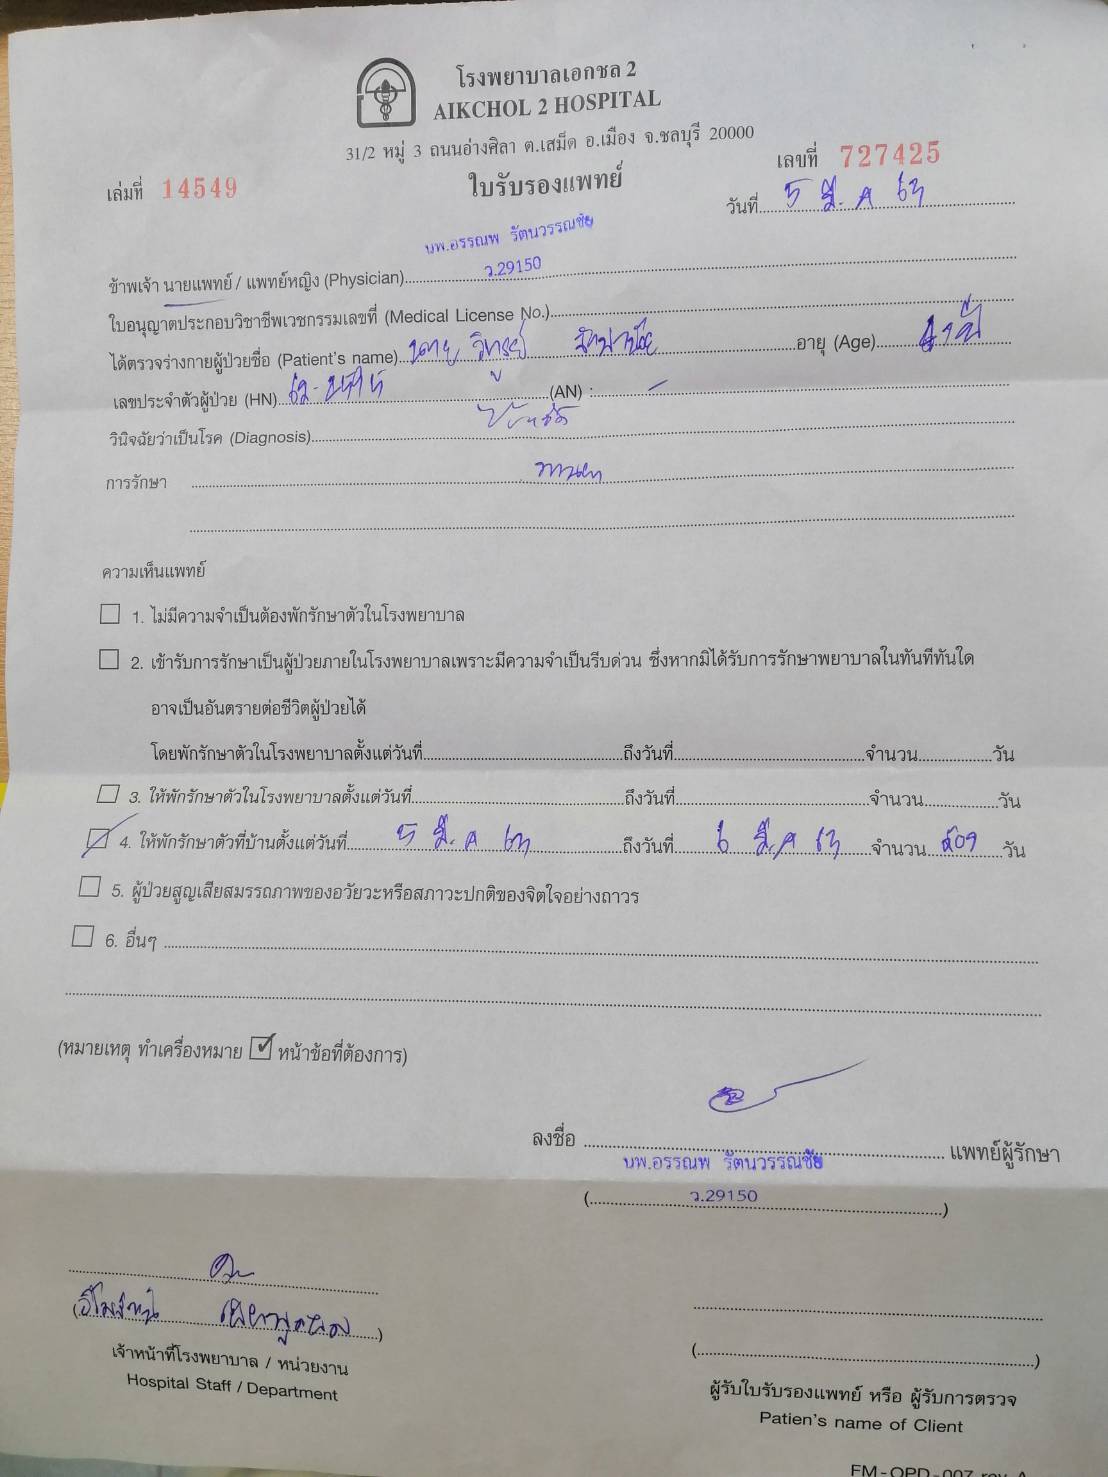 โรงพยาบาลเอกชล 2
AIKCHOL 2 HOSPITAL
31/2 หมู่ 3 ถนนอ่างศิลา ต.เสม็ด อ.เมือง จ.ชลบุรี 20000
เล่มที่ 14549
เลขที่ 727425
ใบรับรองแพทย์
วันที่ 5 มี.ค 63
นพ.อรรณพ รัตนวรรณชัย
ว.29150
ข้าพเจ้า นายแพทย์ / แพทย์หญิง (Physician)
ใบอนุญาตประกอบวิชาชีพเวชกรรมเลขที่ (Medical License No.)
ได้ตรวจร่างกายผู้ป่วยชื่อ (Patient's name) นาย อายุ (Age)
เลขประจำตัวผู้ป่วย (HN) (AN) : -
วินิจฉัยว่าเป็นโรค (Diagnosis) ไข้หวัด
การรักษา ทานยา
ความเห็นแพทย์
1. ไม่มีความจำเป็นต้องพักรักษาตัวในโรงพยาบาล
2. เข้ารับการรักษาเป็นผู้ป่วยภายในโรงพยาบาลเพราะมีความจำเป็นรีบด่วน ซึ่งหากมิได้รับการรักษาพยาบาลในทันทีทันใด
อาจเป็นอันตรายต่อชีวิตผู้ป่วยได้
โดยพักรักษาตัวในโรงพยาบาลตั้งแต่วันที่ ถึงวันที่ จำนวน วัน
3. ให้พักรักษาตัวในโรงพยาบาลตั้งแต่วันที่ ถึงวันที่ จำนวน วัน
4. ให้พักรักษาตัวที่บ้านตั้งแต่วันที่ 5 มี.ค 63 ถึงวันที่ 6 มี.ค 63 จำนวน สอง วัน
5. ผู้ป่วยสูญเสียสมรรถภาพของอวัยวะหรือสภาวะปกติของจิตใจอย่างถาวร
6. อื่นๆ
(หมายเหตุ ทำเครื่องหมาย ☑ หน้าข้อที่ต้องการ)
ลงชื่อ แพทย์ผู้รักษา
นพ.อรรณพ รัตนวรรณชัย
( ว.29150 )
เจ้าหน้าที่โรงพยาบาล / หน่วยงาน
Hospital Staff / Department
ผู้รับใบรับรองแพทย์ หรือ ผู้รับการตรวจ
Patien's name of Client
FM-OPD-007 rev A